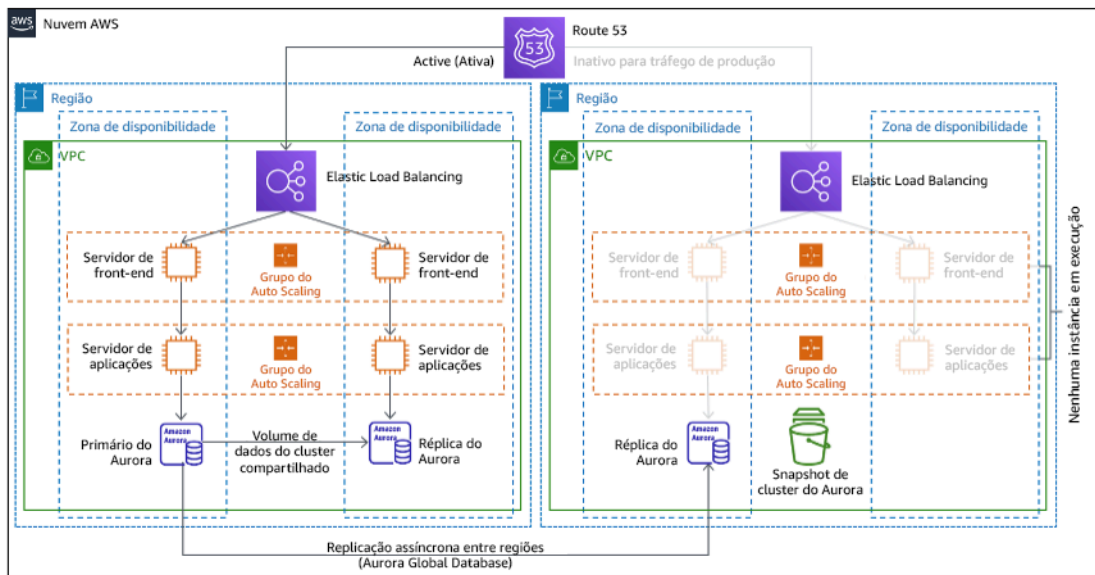 aws
Nuvem AWS
Route 53
53
Active (Ativa)
Inativo para tráfego de produção
Região
Zona de disponibilidade
Zona de disponibilidade
VPC
Elastic Load Balancing
Servidor de
front-end
Grupo do
Auto Scaling
Servidor de
front-end
Servidor de
aplicações
Grupo do
Auto Scaling
Servidor de
aplicações
Primário do
Aurora
Amazon
Aurora
Volume de
dados do cluster
compartilhado
Amazon
Aurora
Réplica do
Aurora
Região
Zona de disponibilidade
Zona de disponibilidade
VPC
Elastic Load Balancing
Servidor de
front-end
Grupo do
Auto Scaling
Servidor de
front-end
Servidor de
aplicações
Grupo do
Auto Scaling
Servidor de
aplicações
Réplica do
Aurora
Amazon
Aurora
Snapshot de
cluster do Aurora
Nenhuma instância em execução
Replicação assíncrona entre regiões
(Aurora Global Database)